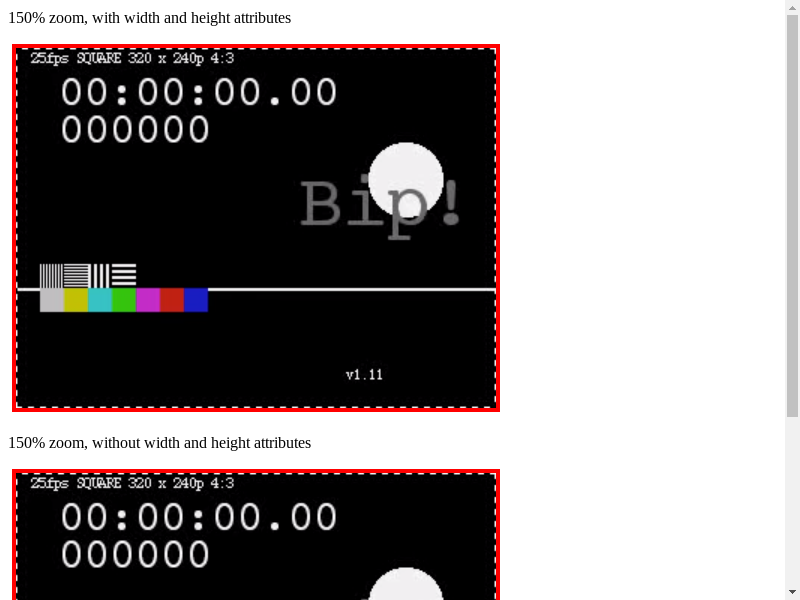 150% zoom, with width and height attributes
25fps SQUARE 320 x 240p 4:3
00:00:00.00
000000
Bip!
v1.11
150% zoom, without width and height attributes
25fps SQUARE 320 x 240p 4:3
00:00:00.00
000000